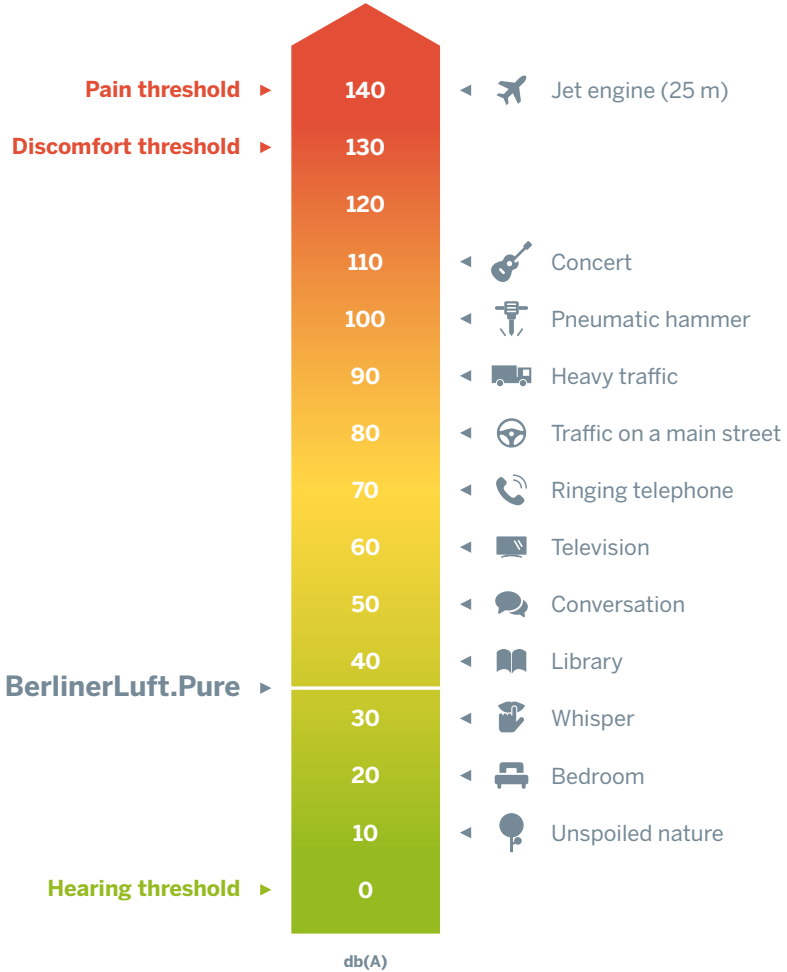 Pain threshold 140 Jet engine (25 m)
Discomfort threshold 130
120
110 Concert
100 Pneumatic hammer
90 Heavy traffic
80 Traffic on a main street
70 Ringing telephone
60 Television
50 Conversation
40 Library
BerlinerLuft.Pure
30 Whisper
20 Bedroom
10 Unspoiled nature
Hearing threshold 0
db(A)